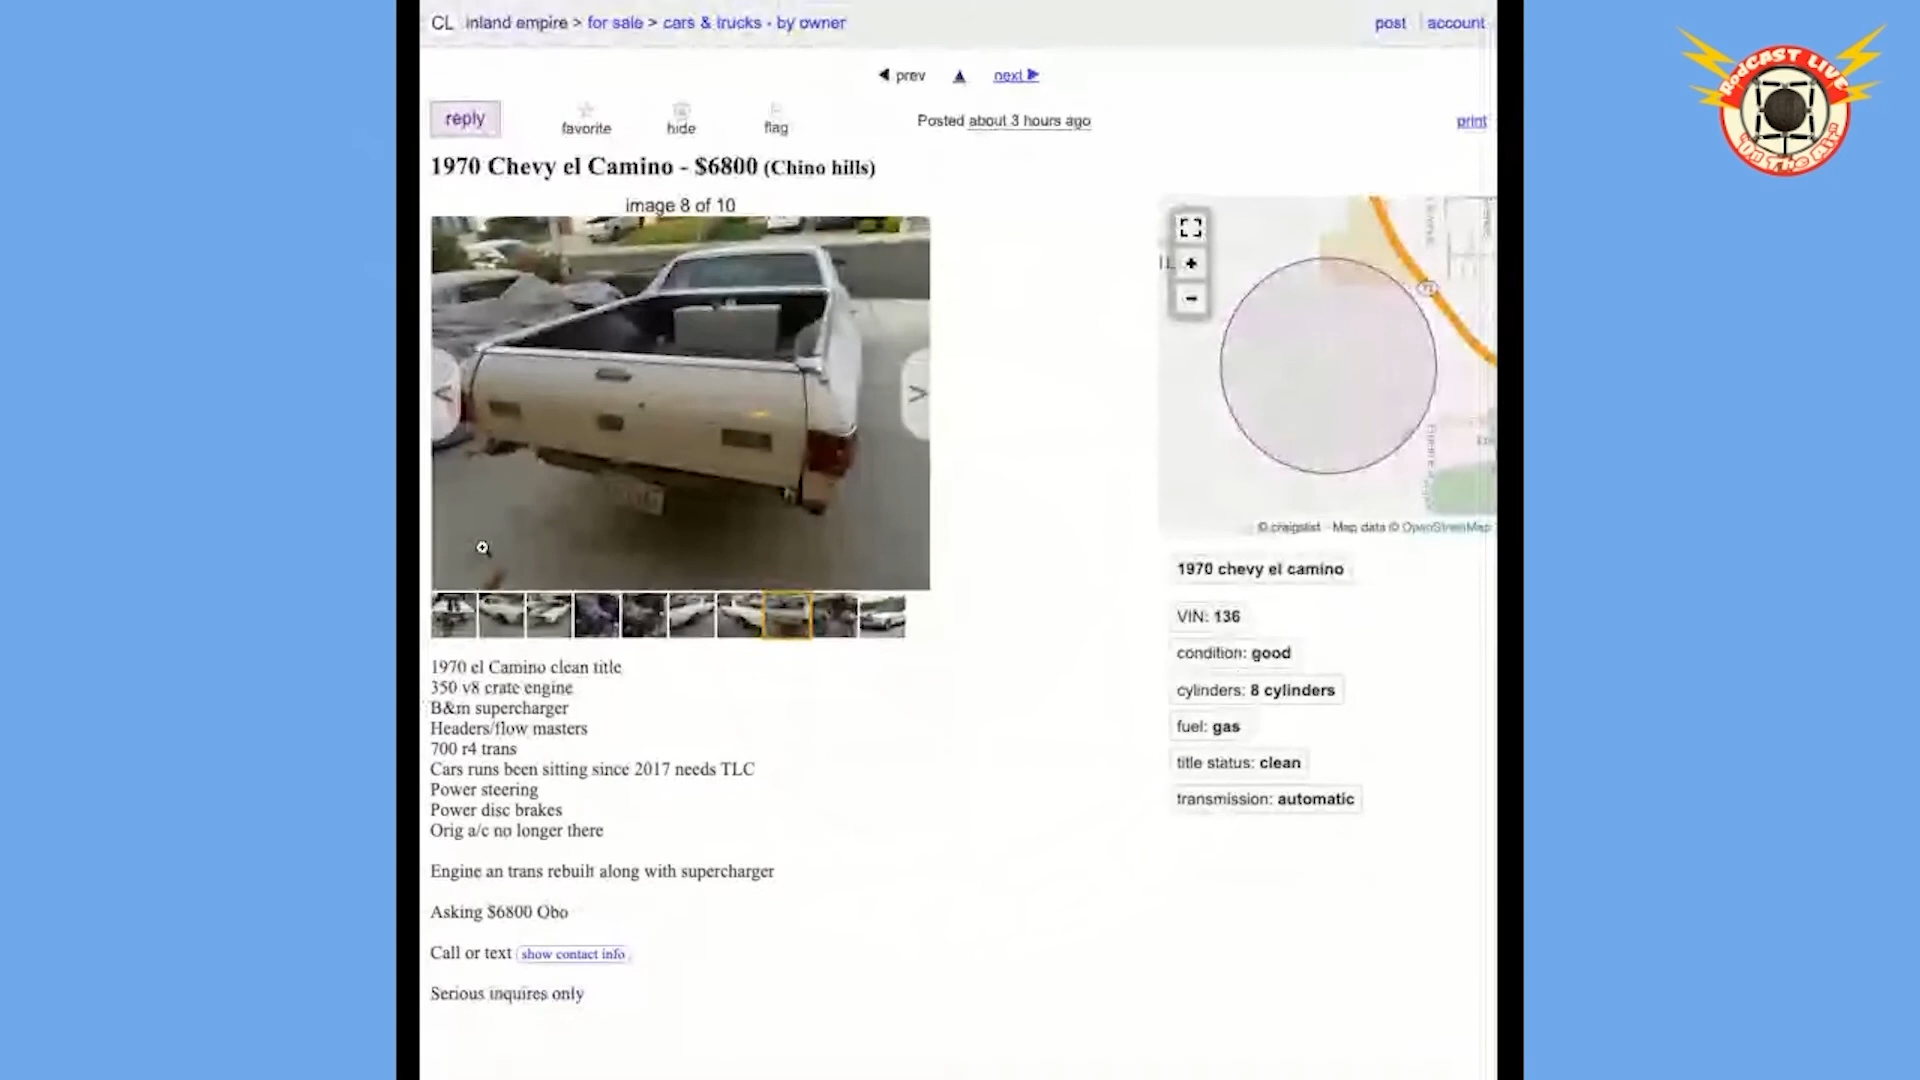 CL inland empire > for sale > cars & trucks - by owner
post account
prev
next
reply
favorite
hide
flag
Posted about 3 hours ago
print
1970 Chevy el Camino - $6800 (Chino hills)
image 8 of 10
<
>
+
-
© craigslist - Map data © OpenStreetMap
1970 el Camino clean title
350 v8 crate engine
B&m supercharger
Headers/flow masters
700 r4 trans
Cars runs been sitting since 2017 needs TLC
Power steering
Power disc brakes
Orig a/c no longer there
Engine an trans rebuilt along with supercharger
Asking $6800 Obo
Call or text show contact info
Serious inquires only
1970 chevy el camino
VIN: 136
condition: good
cylinders: 8 cylinders
fuel: gas
title status: clean
transmission: automatic
RodCAST LIVE
"On The Air"